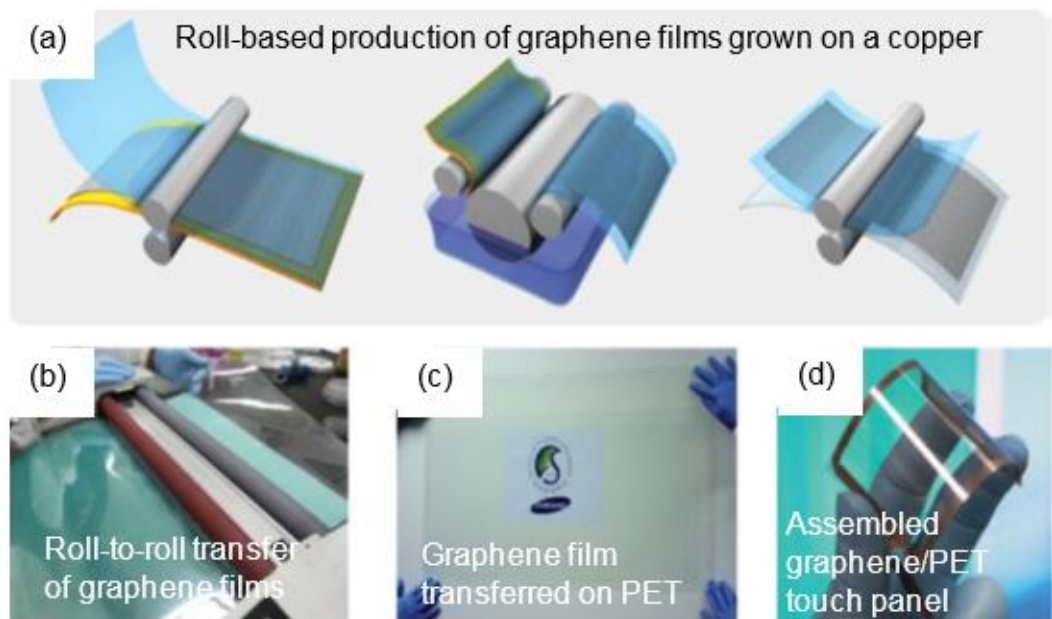 (a)
Roll-based production of graphene films grown on a copper
(b)
Roll-to-roll transfer
of graphene films
(c)
Graphene film
transferred on PET
(d)
Assembled
graphene/PET
touch panel